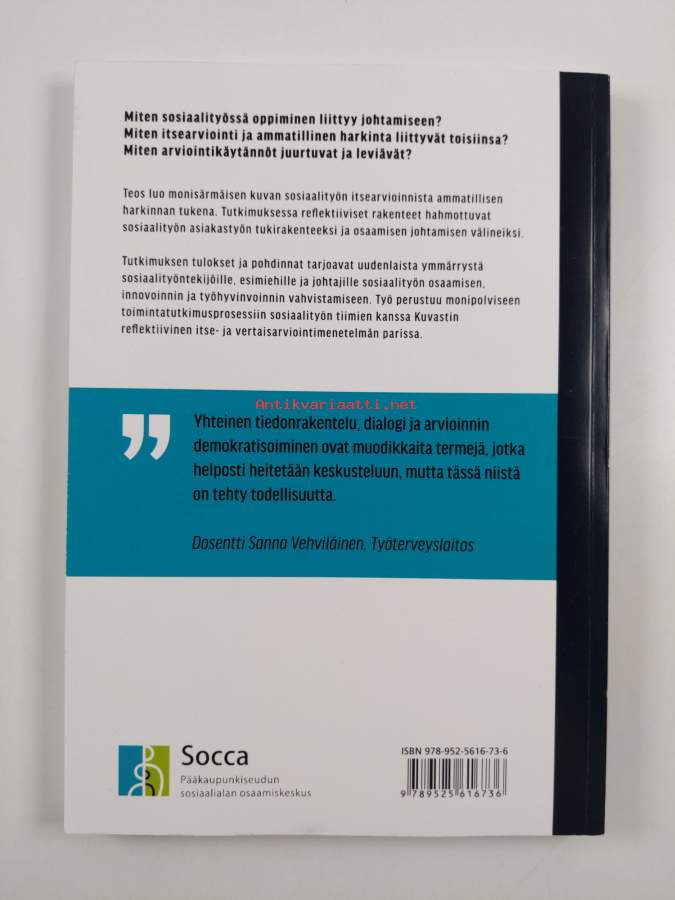 Miten sosiaalityössä oppiminen liittyy johtamiseen?
Miten itsearviointi ja ammatillinen harkinta liittyvät toisiinsa?
Miten arviointikäytännöt juurtuvat ja leviävät?
Teos luo monisärmäisen kuvan sosiaalityön itsearvioinnista ammatillisen
harkinnan tukena. Tutkimuksessa reflektiiviset rakenteet hahmottuvat
sosiaalityön asiakastyön tukirakenteeksi ja osaamisen johtamisen välineiksi.
Tutkimuksen tulokset ja pohdinnat tarjoavat uudenlaista ymmärrystä
sosiaalityöntekijöille, esimiehille ja johtajille sosiaalityön osaamisen,
innovoinnin ja työhyvinvoinnin vahvistamiseen. Työ perustuu monipolviseen
toimintatutkimusprosessiin sosiaalityön tiimien kanssa Kuvastin
reflektiivinen itse- ja vertaisarviointimenetelmän parissa.
Antikvariaatti.net
” Yhteinen tiedonrakentelu, dialogi ja arvioinnin
demokratisoiminen ovat muodikkaita termejä, jotka
helposti heitetään keskusteluun, mutta tässä niistä
on tehty todellisuutta.
Dosentti Sanna Vehviläinen, Työterveyslaitos
Socca
Pääkaupunkiseudun
sosiaalialan osaamiskeskus
ISBN 978-952-5616-73-6
9 789525 616736